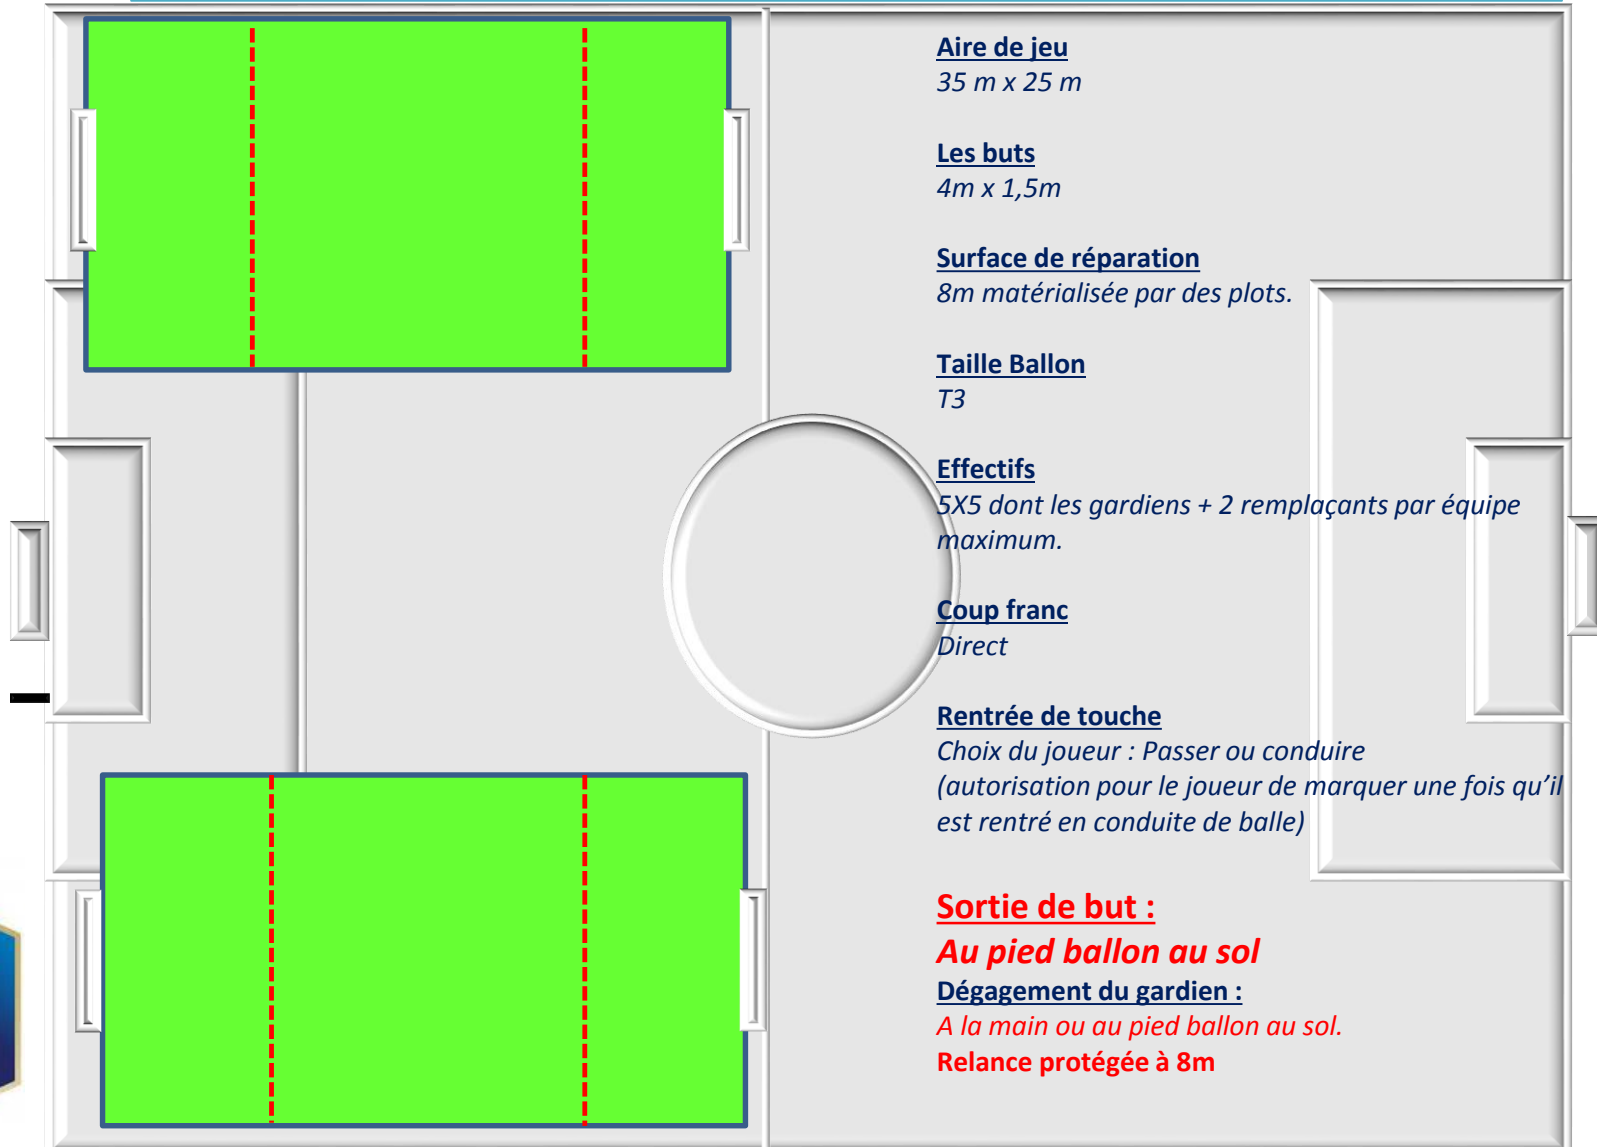 Aire de jeu
35 m x 25 m
Les buts
4m x 1,5m
Surface de réparation
8m matérialisée par des plots.
Taille Ballon
T3
Effectifs
5X5 dont les gardiens + 2 remplaçants par équipe
maximum.
Coup franc
Direct
Rentrée de touche
Choix du joueur : Passer ou conduire
(autorisation pour le joueur de marquer une fois qu’il
est rentré en conduite de balle)
Sortie de but :
Au pied ballon au sol
Dégagement du gardien :
A la main ou au pied ballon au sol.
Relance protégée à 8m